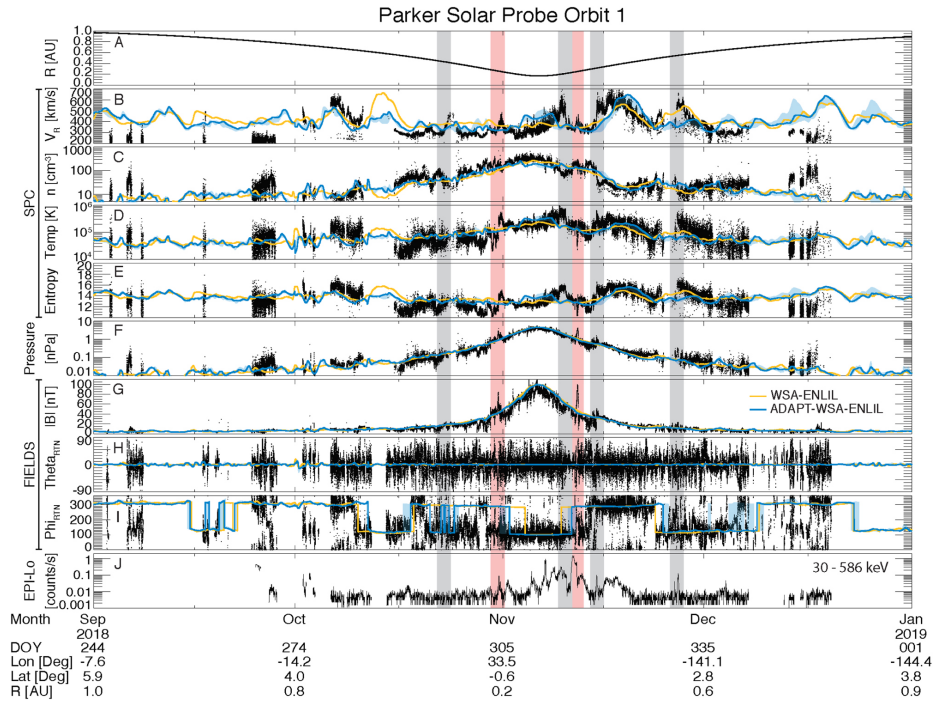 Parker Solar Probe Orbit 1
A
R [AU]
1.0
0.8
0.6
0.4
0.2
0.0
SPC
B
V_R [km/s]
700
600
500
400
300
200
C
n [cm⁻³]
1000
100
10
D
Temp [K]
10⁶
10⁵
10⁴
E
Entropy
20
18
16
14
12
F
Pressure [nPa]
10
1
0.10
0.01
FIELDS
G
|B| [nT]
100
80
60
40
20
0
WSA-ENLIL
ADAPT-WSA-ENLIL
H
Theta_RTN
90
0
-90
I
Phi_RTN
300
200
100
0
J
EPI-Lo [counts/s]
1
0.1
0.01
0.001
30 - 586 keV
Month Sep Oct Nov Dec Jan
2018 2019
DOY 244 274 305 335 001
Lon [Deg] -7.6 -14.2 33.5 -141.1 -144.4
Lat [Deg] 5.9 4.0 -0.6 2.8 3.8
R [AU] 1.0 0.8 0.2 0.6 0.9